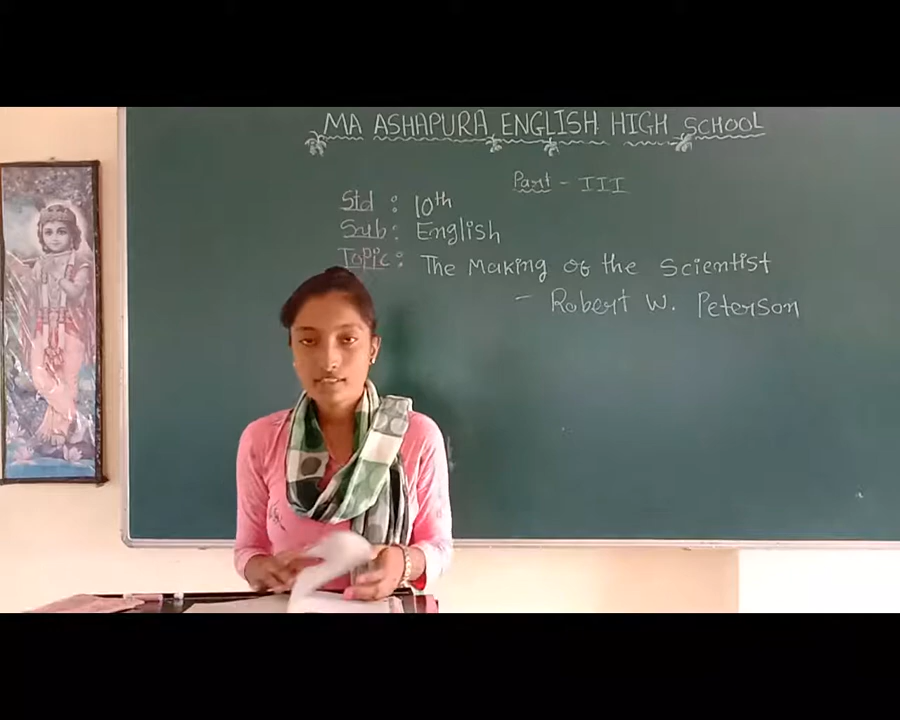 MA ASHAPURA ENGLISH HIGH SCHOOL
Part - III
Std : 10th
Sub : English
Topic : The Making of the Scientist
- Robert W. Peterson